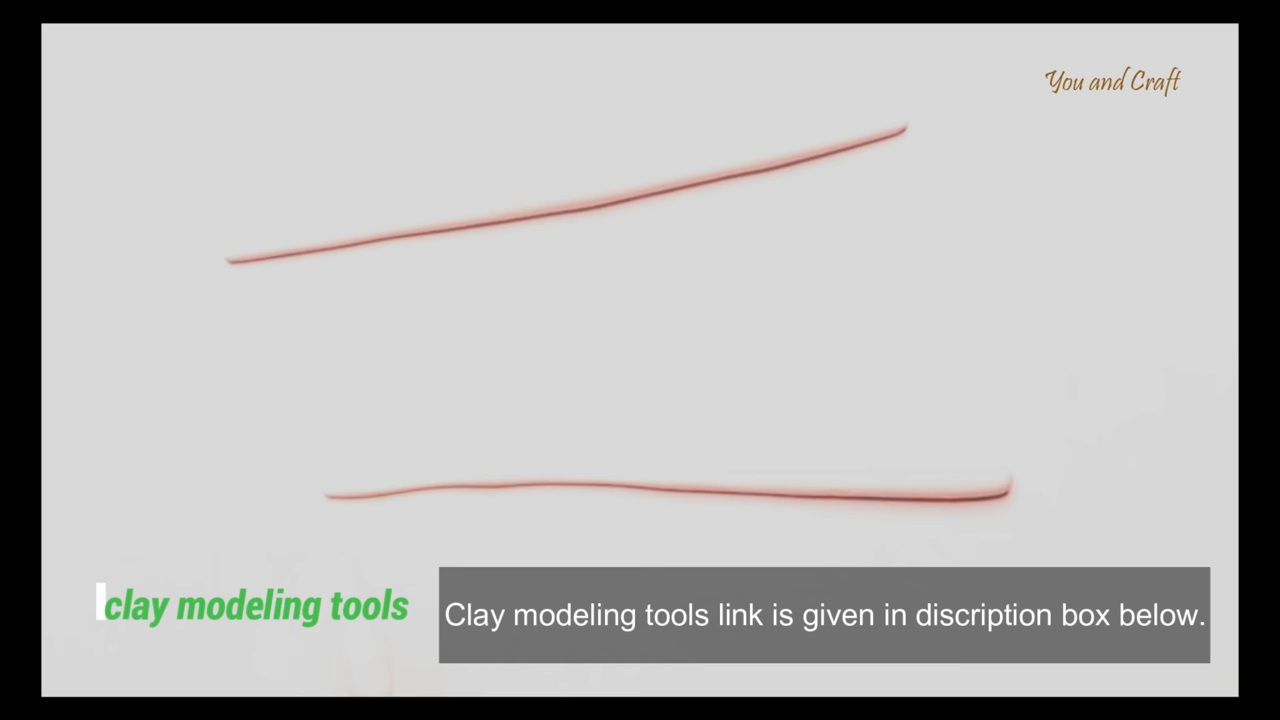 You and Craft
clay modeling tools
Clay modeling tools link is given in discription box below.